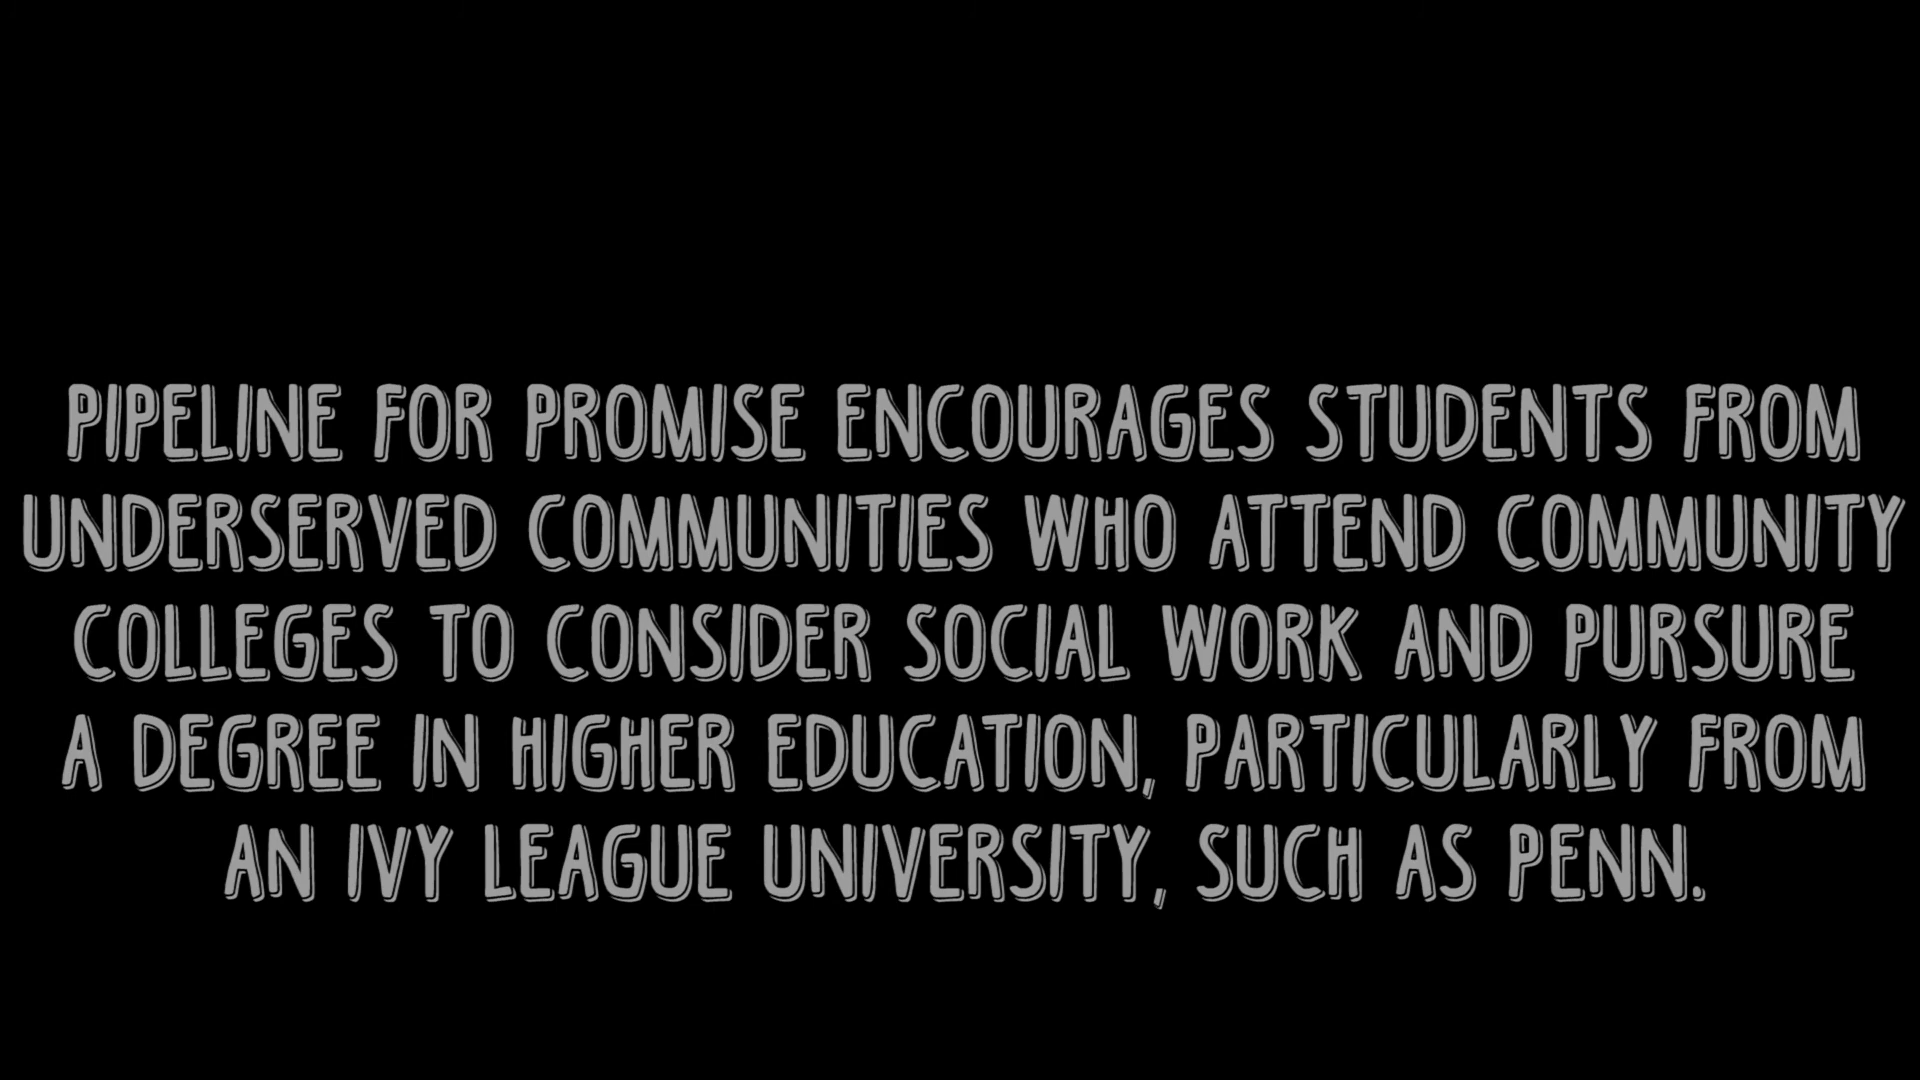 PIPELINE FOR PROMISE ENCOURAGES STUDENTS FROM
UNDERSERVED COMMUNITIES WHO ATTEND COMMUNITY
COLLEGES TO CONSIDER SOCIAL WORK AND PURSURE
A DEGREE IN HIGHER EDUCATION, PARTICULARLY FROM
AN IVY LEAGUE UNIVERSITY, SUCH AS PENN.